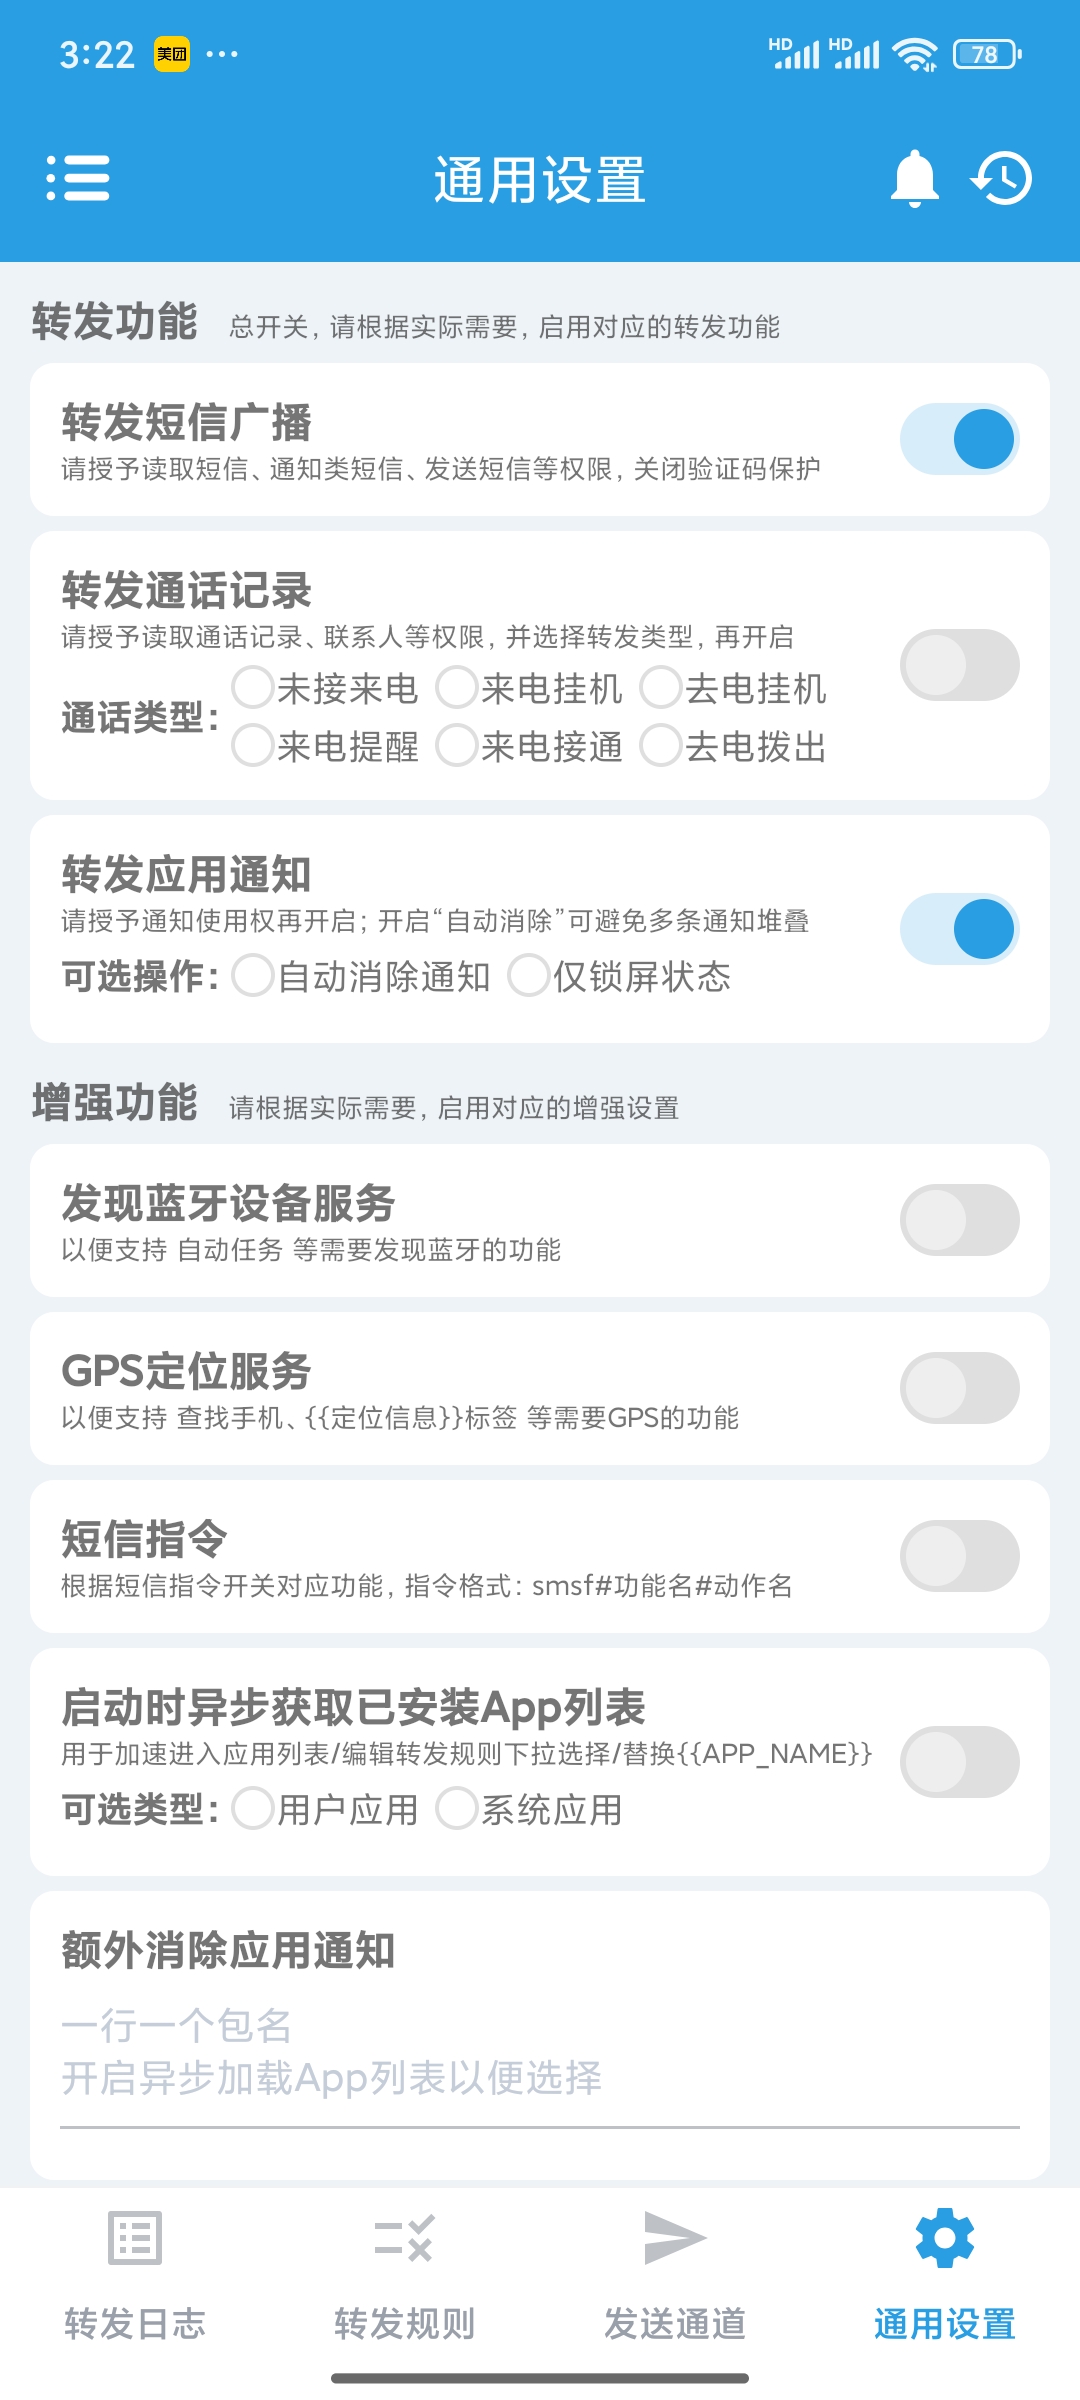 3:22 美团 ... HD HD 78
通用设置
转发功能 总开关，请根据实际需要，启用对应的转发功能
转发短信广播
请授予读取短信、通知类短信、发送短信等权限，关闭验证码保护
转发通话记录
请授予读取通话记录、联系人等权限，并选择转发类型，再开启
通话类型： 未接来电 来电挂机 去电挂机
来电提醒 来电接通 去电拨出
转发应用通知
请授予通知使用权再开启；开启“自动消除”可避免多条通知堆叠
可选操作： 自动消除通知 仅锁屏状态
增强功能 请根据实际需要，启用对应的增强设置
发现蓝牙设备服务
以便支持 自动任务 等需要发现蓝牙的功能
GPS定位服务
以便支持 查找手机、{{定位信息}}标签 等需要GPS的功能
短信指令
根据短信指令开关对应功能，指令格式：smsf#功能名#动作名
启动时异步获取已安装App列表
用于加速进入应用列表/编辑转发规则下拉选择/替换{{APP_NAME}}
可选类型： 用户应用 系统应用
额外消除应用通知
一行一个包名
开启异步加载App列表以便选择
转发日志 转发规则 发送通道 通用设置